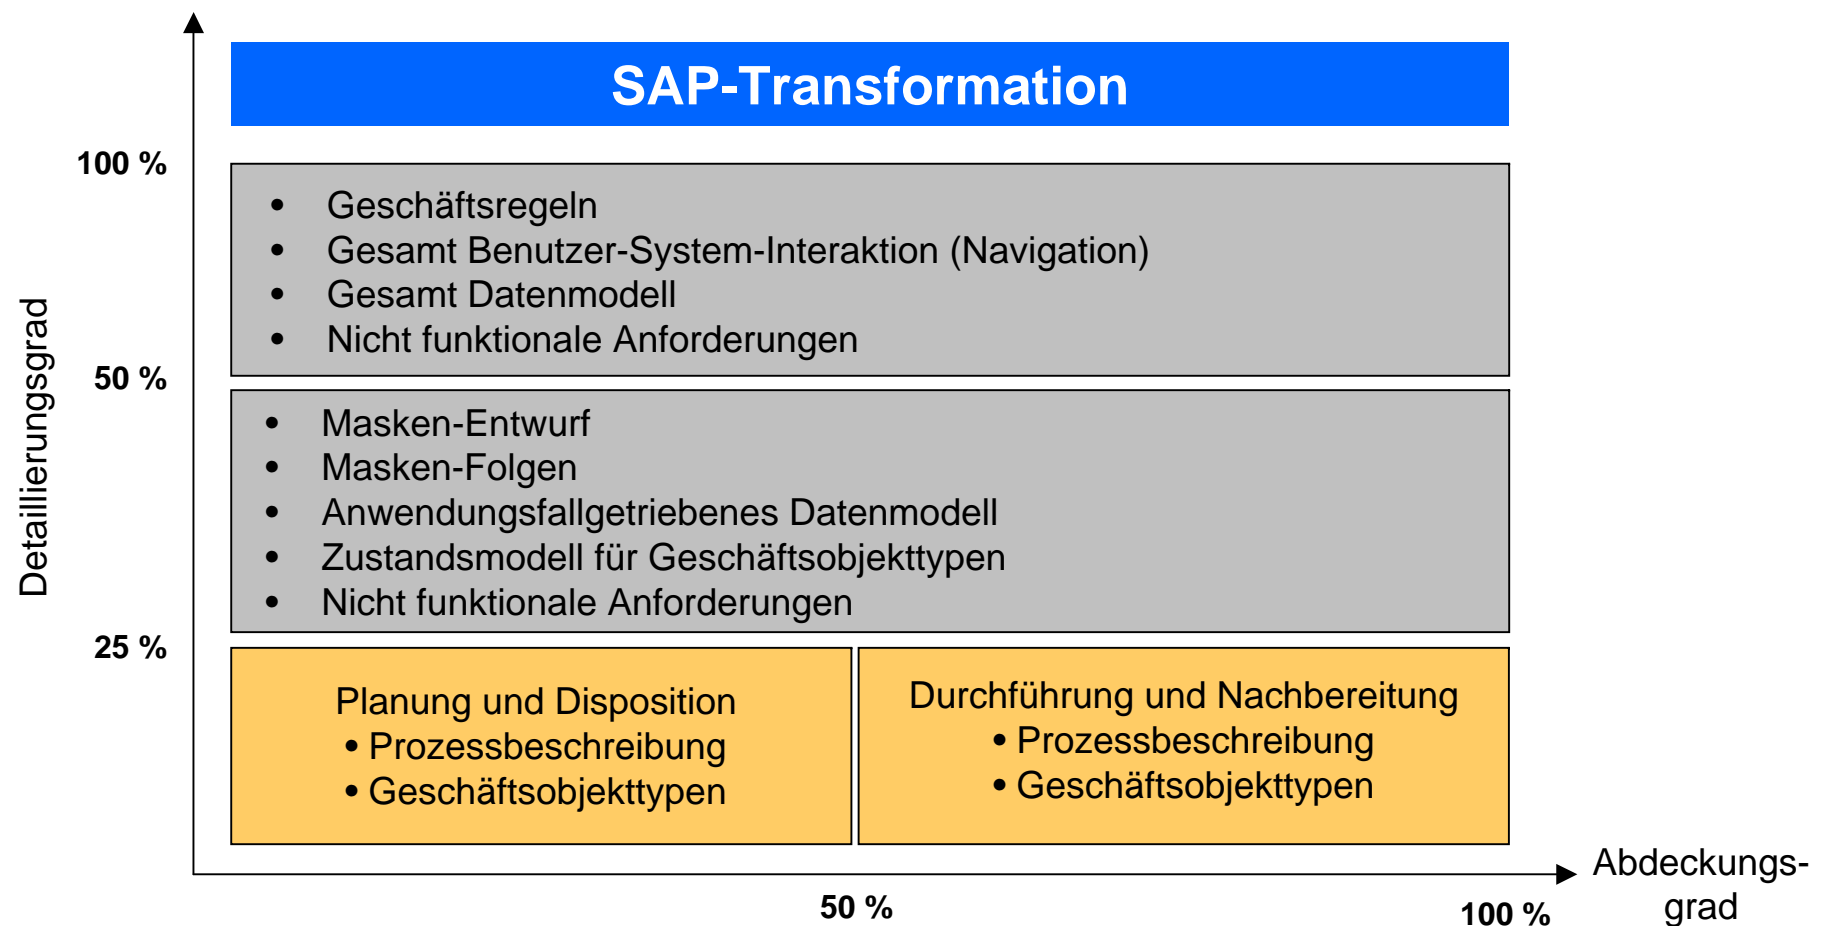 SAP-Transformation
100 %
• Geschäftsregeln
• Gesamt Benutzer-System-Interaktion (Navigation)
• Gesamt Datenmodell
• Nicht funktionale Anforderungen
Detaillierungsgrad
50 %
• Masken-Entwurf
• Masken-Folgen
• Anwendungsfallgetriebenes Datenmodell
• Zustandsmodell für Geschäftsobjekttypen
• Nicht funktionale Anforderungen
25 %
Planung und Disposition
• Prozessbeschreibung
• Geschäftsobjekttypen
Durchführung und Nachbereitung
• Prozessbeschreibung
• Geschäftsobjekttypen
Abdeckungs-
grad
50 %
100 %